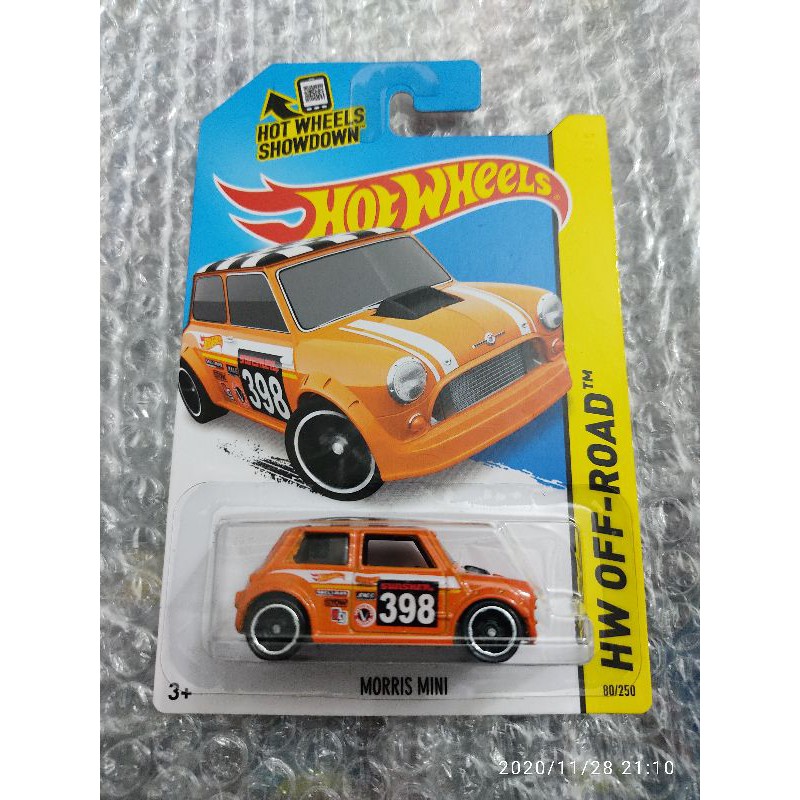 HOT WHEELS
SHOWDOWN™
HOT WHEELS
HW OFF-ROAD™
398
398
3+
MORRIS MINI
80/250
2020/11/28 21:10